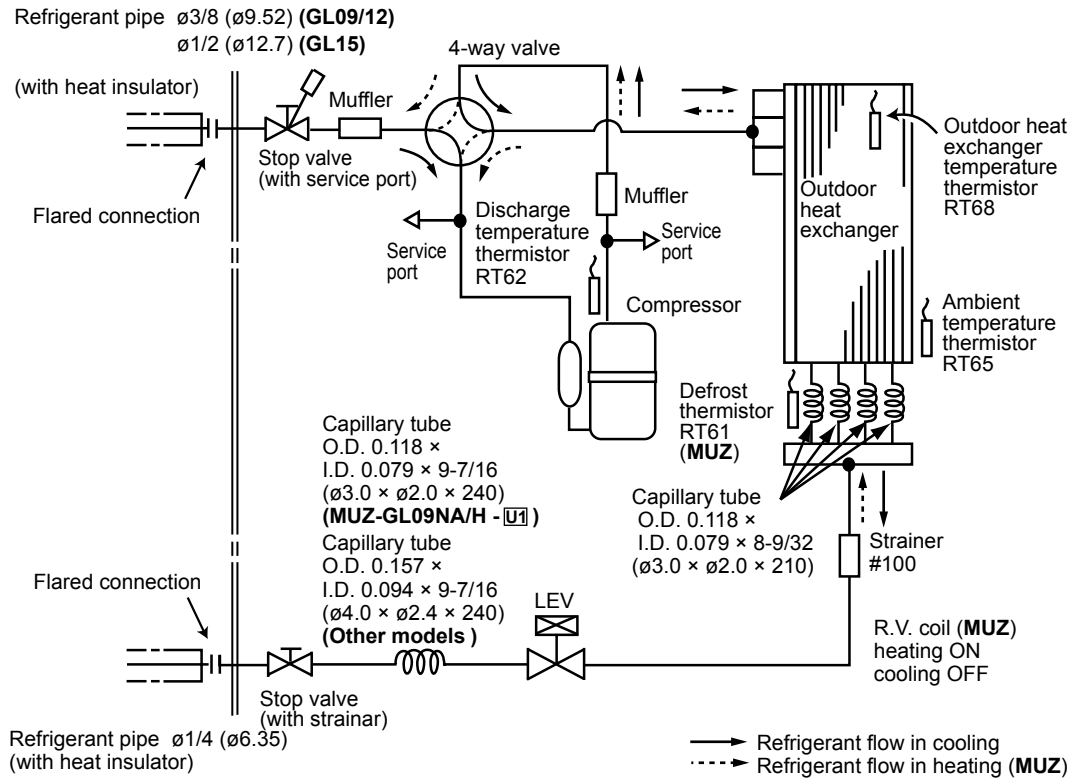 Refrigerant pipe ø3/8 (ø9.52) (GL09/12)
ø1/2 (ø12.7) (GL15)
(with heat insulator)
4-way valve
Muffler
Stop valve
(with service port)
Flared connection
Outdoor heat
exchanger
temperature
thermistor
RT68
Outdoor
heat
exchanger
Muffler
Discharge
temperature
thermistor
RT62
Service
port
Service
port
Compressor
Ambient
temperature
thermistor
RT65
Defrost
thermistor
RT61
(MUZ)
Capillary tube
O.D. 0.118 ×
I.D. 0.079 × 9-7/16
(ø3.0 × ø2.0 × 240)
(MUZ-GL09NA/H - U1 )
Capillary tube
O.D. 0.157 ×
I.D. 0.094 × 9-7/16
(ø4.0 × ø2.4 × 240)
(Other models )
Capillary tube
O.D. 0.118 ×
I.D. 0.079 × 8-9/32
(ø3.0 × ø2.0 × 210)
Strainer
#100
Flared connection
LEV
R.V. coil (MUZ)
heating ON
cooling OFF
Stop valve
(with strainar)
Refrigerant pipe ø1/4 (ø6.35)
(with heat insulator)
Refrigerant flow in cooling
Refrigerant flow in heating (MUZ)